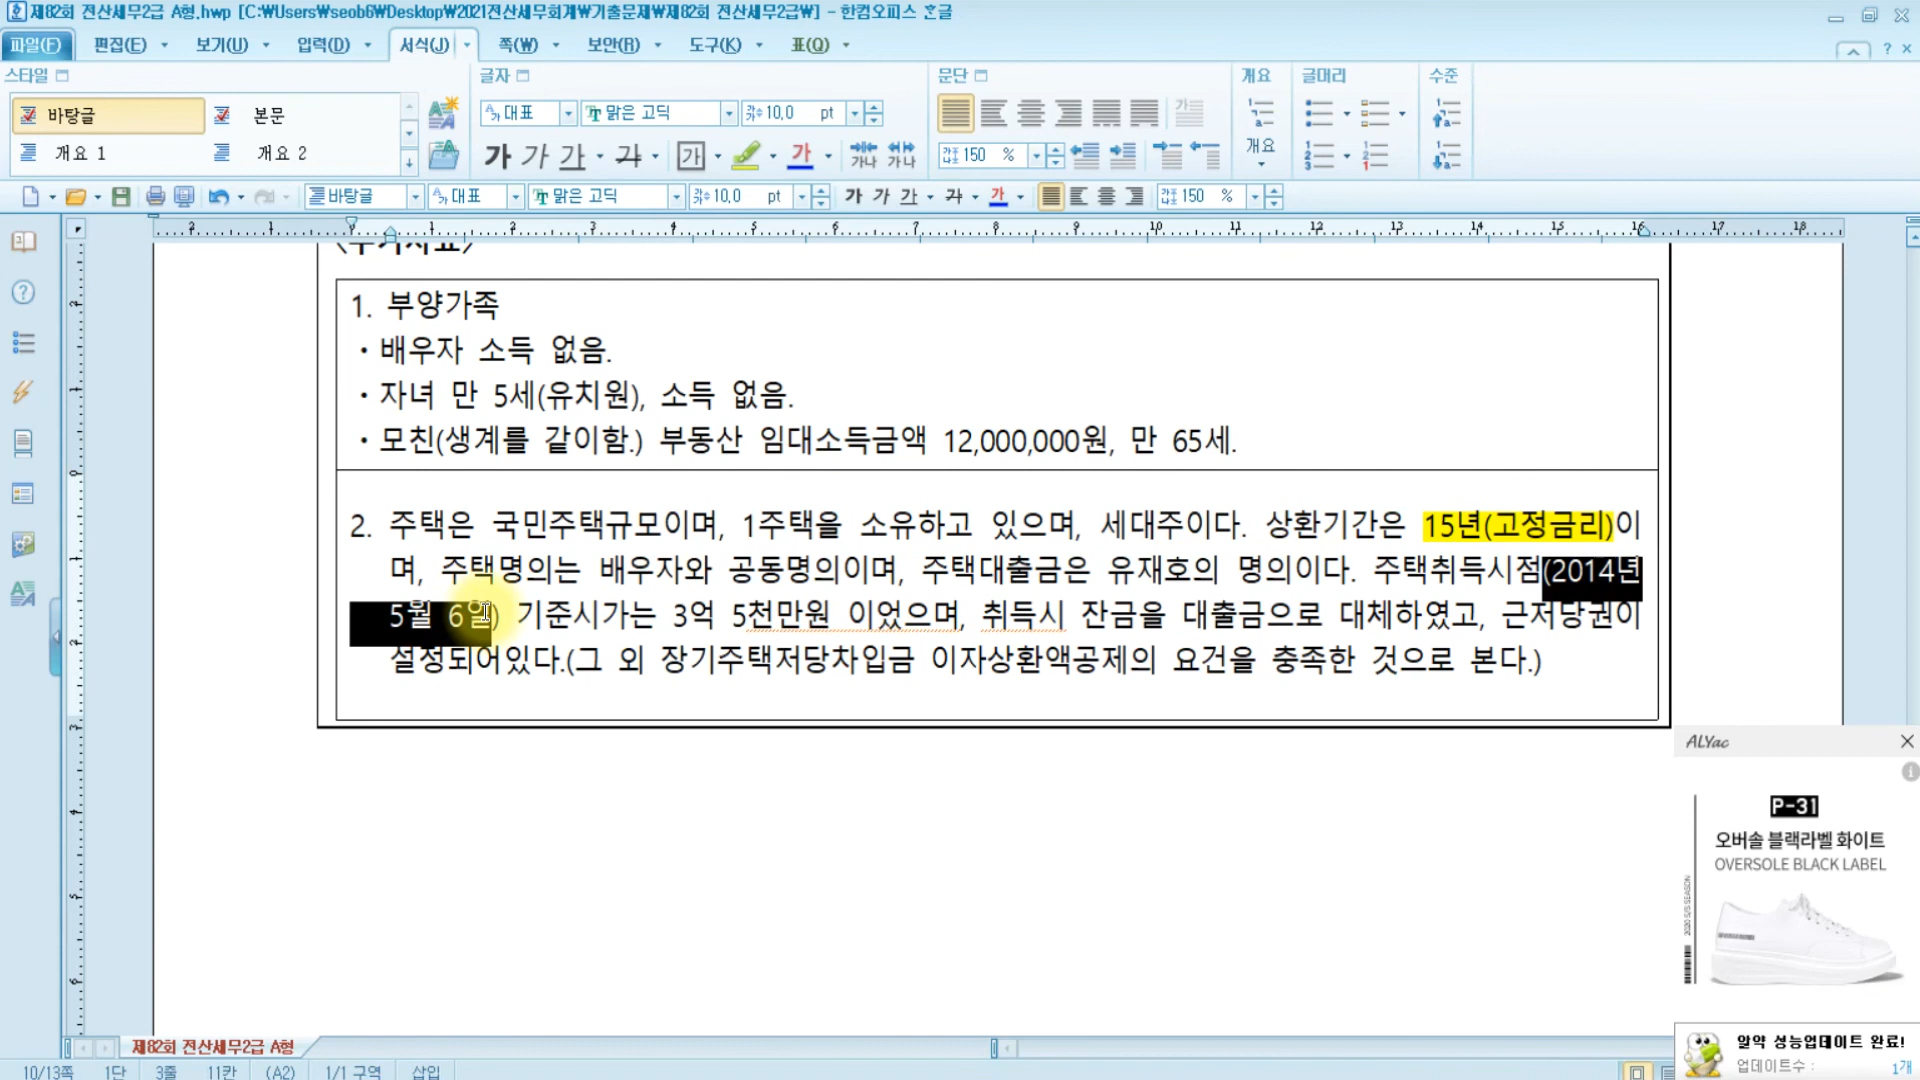 제82회 전산세무2급 A형.hwp [C:₩Users₩seob6₩Desktop₩2021전산세무회계₩기출문제₩제82회 전산세무2급₩] - 한컴오피스 한글
파일(F) 편집(E) 보기(U) 입력(D) 서식(J) 쪽(W) 보안(R) 도구(K) 표(Q)
스타일 글자 문단 개요 글머리 수준
바탕글 본문
대표 맑은 고딕 10,0 pt
개요 1 개요 2
가 가 가 가 가 가 150 % 개요
바탕글 대표 맑은 고딕 10,0 pt 가 가 가 가 가 150 %
1. 부양가족
・배우자 소득 없음.
・자녀 만 5세(유치원), 소득 없음.
・모친(생계를 같이함.) 부동산 임대소득금액 12,000,000원, 만 65세.
2. 주택은 국민주택규모이며, 1주택을 소유하고 있으며, 세대주이다. 상환기간은 15년(고정금리)이
며, 주택명의는 배우자와 공동명의이며, 주택대출금은 유재호의 명의이다. 주택취득시점(2014년
5월 6일) 기준시가는 3억 5천만원 이었으며, 취득시 잔금을 대출금으로 대체하였고, 근저당권이
설정되어있다.(그 외 장기주택저당차입금 이자상환액공제의 요건을 충족한 것으로 본다.)
ALYac
P-31
오버솔 블랙라벨 화이트
OVERSOLE BLACK LABEL
2020 S/S SEASON
알약 성능업데이트 완료!
업데이트수 : 1개
제82회 전산세무2급 A형
10/13쪽 1단 3줄 11칸 (A2) 1/1 구역 삽입